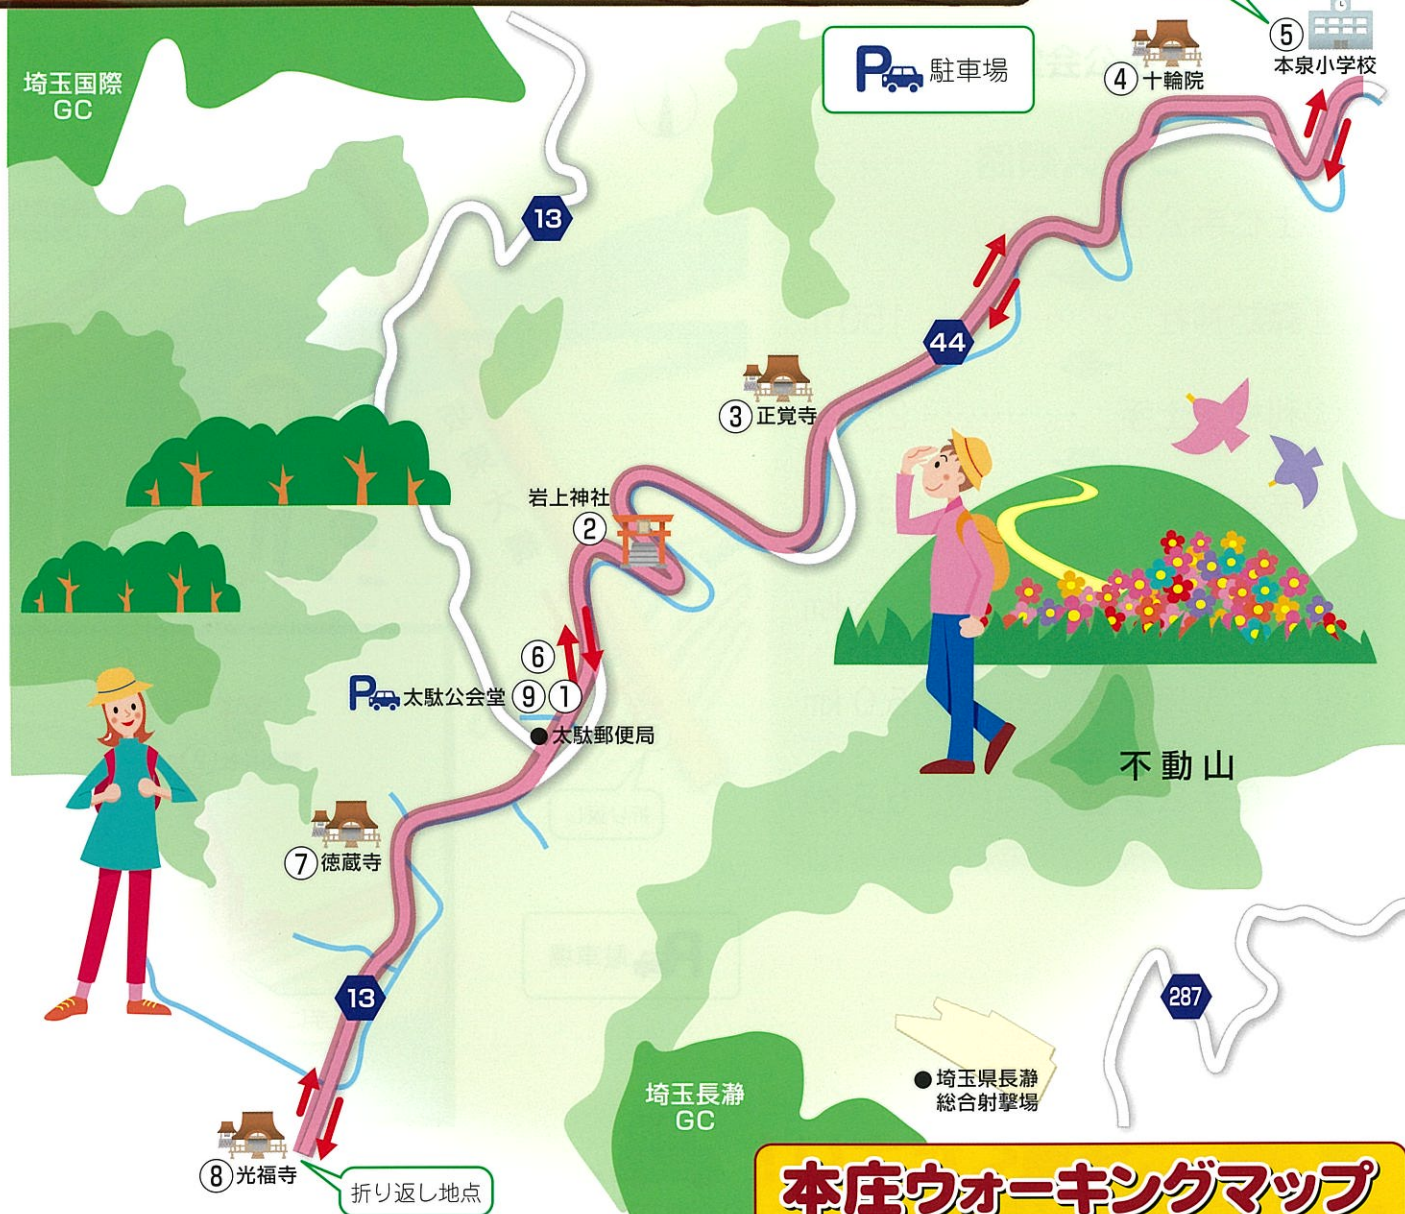 埼玉国際
GC
P 駐車場
④十輪院
⑤
本泉小学校
13
44
③正覚寺
岩上神社
②
⑥
P 太駄公会堂 ⑨①
太駄郵便局
不動山
⑦徳蔵寺
13
287
埼玉県長瀞
総合射撃場
埼玉長瀞
GC
⑧光福寺
折り返し地点
本庄ウォーキングマップ